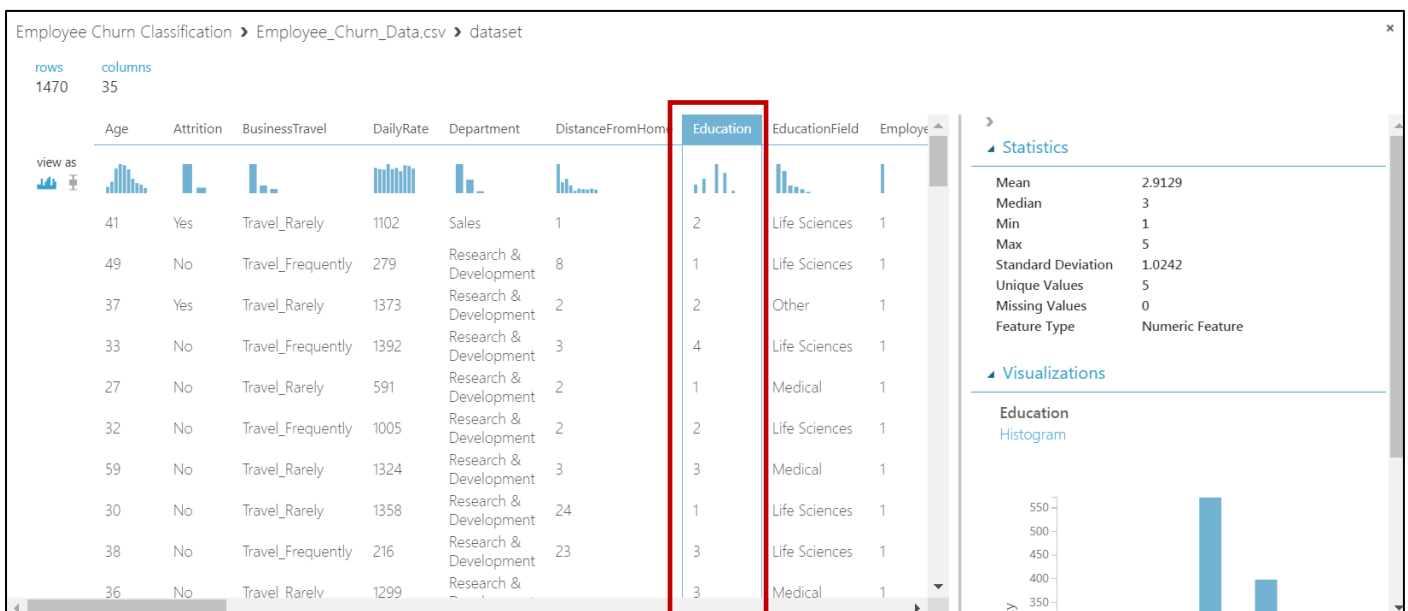 Employee Churn Classification › Employee_Churn_Data.csv › dataset
×
rows columns
1470 35
Age Attrition BusinessTravel DailyRate Department DistanceFromHome Education EducationField Employe
view as
41 Yes Travel_Rarely 1102 Sales 1 2 Life Sciences 1
49 No Travel_Frequently 279 Research & Development 8 1 Life Sciences 1
37 Yes Travel_Rarely 1373 Research & Development 2 2 Other 1
33 No Travel_Frequently 1392 Research & Development 3 4 Life Sciences 1
27 No Travel_Rarely 591 Research & Development 2 1 Medical 1
32 No Travel_Frequently 1005 Research & Development 2 2 Life Sciences 1
59 No Travel_Rarely 1324 Research & Development 3 3 Medical 1
30 No Travel_Rarely 1358 Research & Development 24 1 Life Sciences 1
38 No Travel_Frequently 216 Research & Development 23 3 Life Sciences 1
36 No Travel_Rarely 1299 Research & 3 Medical 1
Statistics
Mean 2.9129
Median 3
Min 1
Max 5
Standard Deviation 1.0242
Unique Values 5
Missing Values 0
Feature Type Numeric Feature
Visualizations
Education
Histogram
550
500
450
400
350